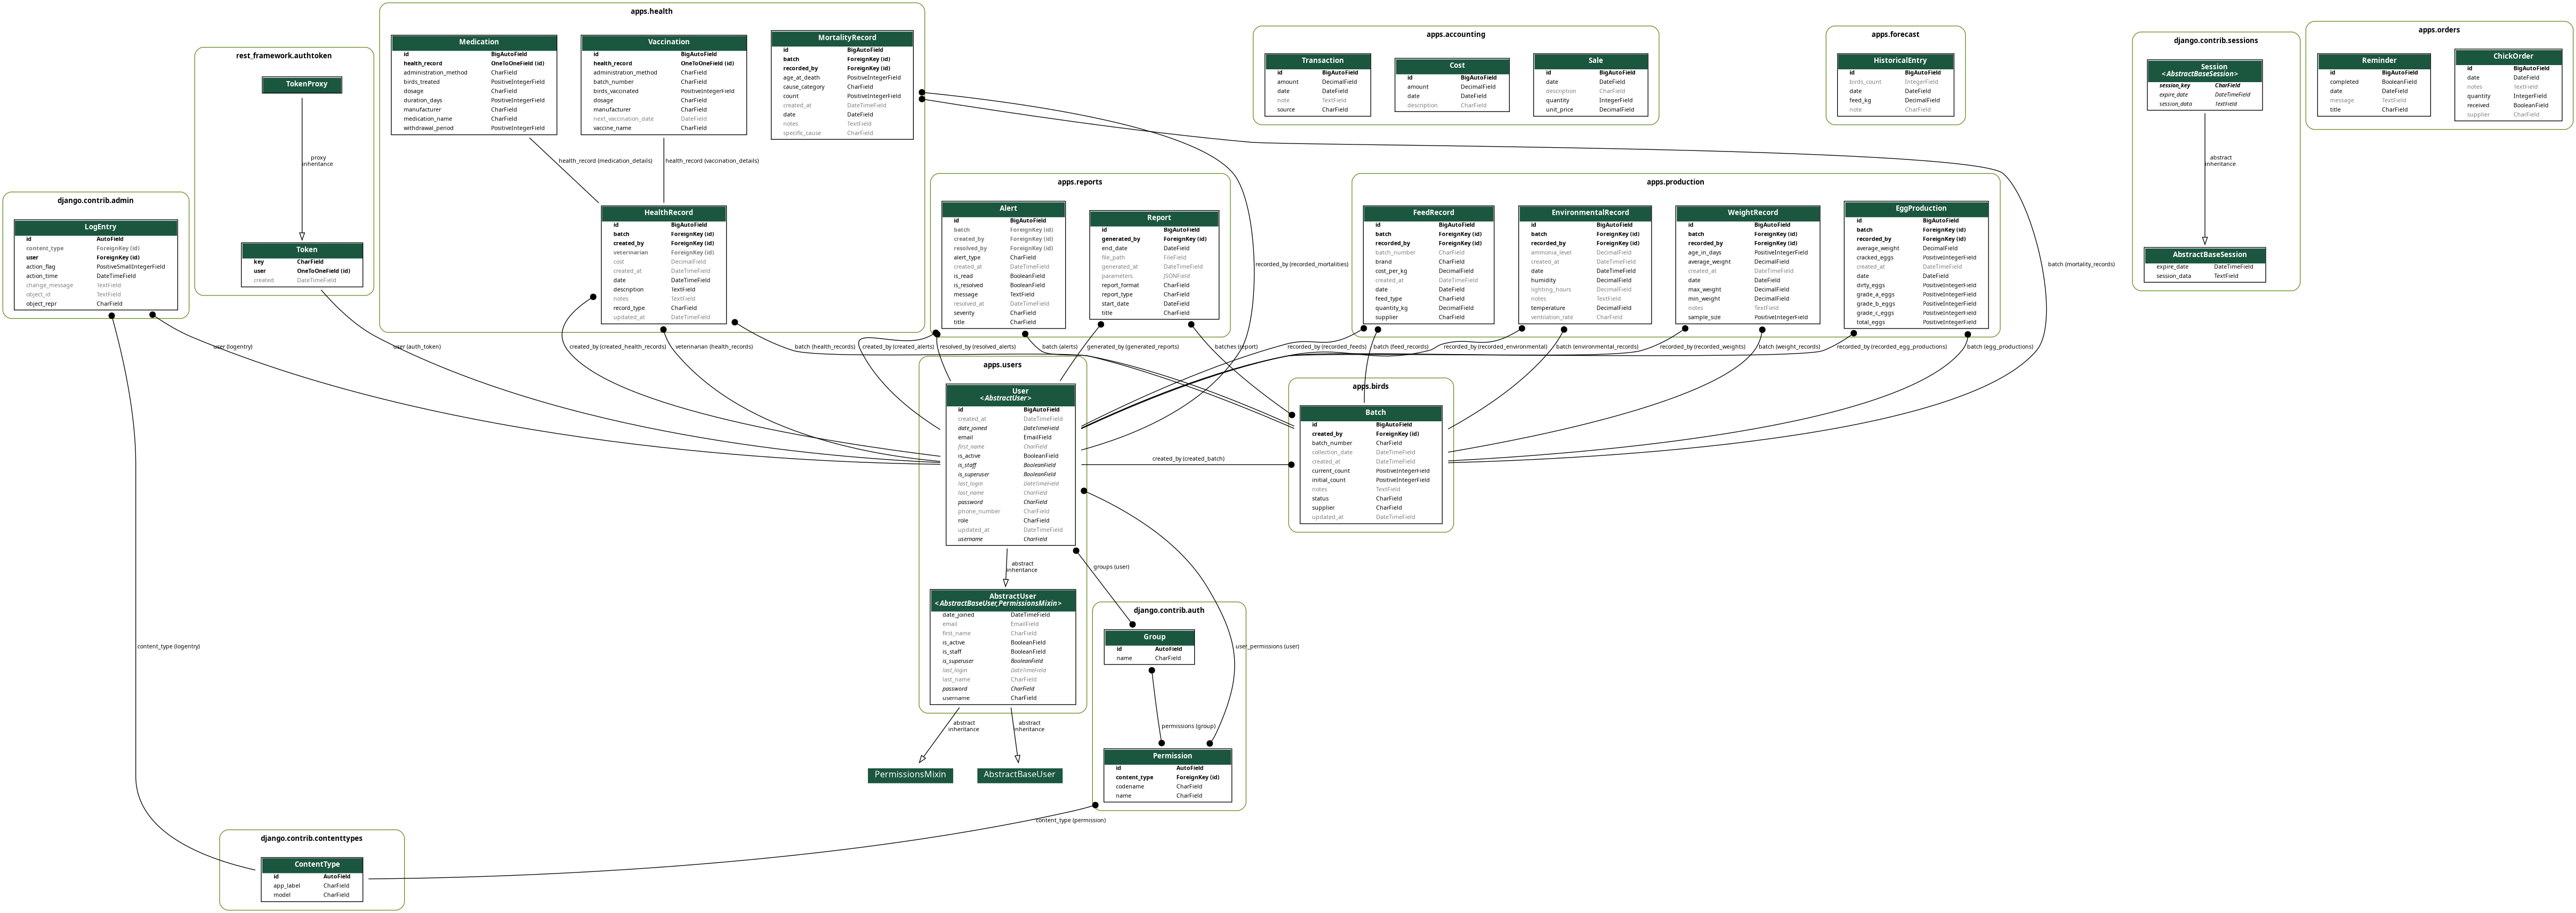 apps.health
Medication
id BigAutoField
health_record OneToOneField (id)
administration_method CharField
birds_treated PositiveIntegerField
dosage CharField
duration_days PositiveIntegerField
manufacturer CharField
medication_name CharField
withdrawal_period PositiveIntegerField
Vaccination
id BigAutoField
health_record OneToOneField (id)
administration_method CharField
batch_number CharField
birds_vaccinated PositiveIntegerField
dosage CharField
manufacturer CharField
next_vaccination_date DateField
vaccine_name CharField
MortalityRecord
id BigAutoField
batch ForeignKey (id)
recorded_by ForeignKey (id)
age_at_death PositiveIntegerField
cause_category CharField
count PositiveIntegerField
created_at DateTimeField
date DateField
notes TextField
specific_cause CharField
health_record (medication_details)
health_record (vaccination_details)
HealthRecord
id BigAutoField
batch ForeignKey (id)
created_by ForeignKey (id)
veterinarian ForeignKey (id)
cost DecimalField
created_at DateTimeField
date DateField
description TextField
notes TextField
record_type CharField
updated_at DateTimeField
rest_framework.authtoken
TokenProxy
proxy
inheritance
Token
key CharField
user OneToOneField (id)
created DateTimeField
django.contrib.admin
LogEntry
id AutoField
content_type ForeignKey (id)
user ForeignKey (id)
action_flag PositiveSmallIntegerField
action_time DateTimeField
change_message TextField
object_id TextField
object_repr CharField
apps.accounting
Transaction
id BigAutoField
amount DecimalField
date DateField
note TextField
source CharField
Cost
id BigAutoField
amount DecimalField
date DateField
description CharField
Sale
id BigAutoField
date DateField
description CharField
quantity IntegerField
unit_price DecimalField
apps.forecast
HistoricalEntry
id BigAutoField
birds_count IntegerField
date DateField
feed_kg DecimalField
note CharField
django.contrib.sessions
Session
<AbstractBaseSession>
session_key CharField
expire_date DateTimeField
session_data TextField
abstract
inheritance
AbstractBaseSession
expire_date DateTimeField
session_data TextField
apps.orders
Reminder
id BigAutoField
completed BooleanField
date DateField
message TextField
title CharField
ChickOrder
id BigAutoField
date DateField
notes TextField
quantity IntegerField
received BooleanField
supplier CharField
apps.reports
Alert
id BigAutoField
batch ForeignKey (id)
created_by ForeignKey (id)
resolved_by ForeignKey (id)
alert_type CharField
created_at DateTimeField
is_read BooleanField
is_resolved BooleanField
message TextField
resolved_at DateTimeField
severity CharField
title CharField
Report
id BigAutoField
generated_by ForeignKey (id)
end_date DateField
file_path FileField
generated_at DateTimeField
parameters JSONField
report_format CharField
report_type CharField
start_date DateField
title CharField
recorded_by (recorded_mortalities)
apps.production
FeedRecord
id BigAutoField
batch ForeignKey (id)
recorded_by ForeignKey (id)
batch_number CharField
brand CharField
cost_per_kg DecimalField
created_at DateTimeField
date DateField
feed_type CharField
quantity_kg DecimalField
supplier CharField
EnvironmentalRecord
id BigAutoField
batch ForeignKey (id)
recorded_by ForeignKey (id)
ammonia_level DecimalField
created_at DateTimeField
date DateTimeField
humidity DecimalField
lighting_hours DecimalField
notes TextField
temperature DecimalField
ventilation_rate CharField
WeightRecord
id BigAutoField
batch ForeignKey (id)
recorded_by ForeignKey (id)
age_in_days PositiveIntegerField
average_weight DecimalField
created_at DateTimeField
date DateField
max_weight DecimalField
min_weight DecimalField
notes TextField
sample_size PositiveIntegerField
EggProduction
id BigAutoField
batch ForeignKey (id)
recorded_by ForeignKey (id)
average_weight DecimalField
cracked_eggs PositiveIntegerField
created_at DateTimeField
date DateField
dirty_eggs PositiveIntegerField
grade_a_eggs PositiveIntegerField
grade_b_eggs PositiveIntegerField
grade_c_eggs PositiveIntegerField
total_eggs PositiveIntegerField
batch (mortality_records)
user (logentry)
user (auth_token)
created_by (created_health_records)
veterinarian (health_records)
batch (health_records)
created_by (created_alerts)
resolved_by (resolved_alerts)
batch (alerts)
generated_by (generated_reports)
batches (report)
recorded_by (recorded_feeds)
batch (feed_records)
recorded_by (recorded_environmental)
batch (environmental_records)
recorded_by (recorded_weights)
batch (weight_records)
recorded_by (recorded_egg_productions)
batch (egg_productions)
apps.users
User
<AbstractUser>
id BigAutoField
created_at DateTimeField
date_joined DateTimeField
email EmailField
first_name CharField
is_active BooleanField
is_staff BooleanField
is_superuser BooleanField
last_login DateTimeField
last_name CharField
password CharField
phone_number CharField
role CharField
updated_at DateTimeField
username CharField
created_by (created_batch)
apps.birds
Batch
id BigAutoField
created_by ForeignKey (id)
batch_number CharField
collection_date DateTimeField
created_at DateTimeField
current_count PositiveIntegerField
initial_count PositiveIntegerField
notes TextField
status CharField
supplier CharField
updated_at DateTimeField
abstract
inheritance
groups (user)
AbstractUser
<AbstractBaseUser,PermissionsMixin>
date_joined DateTimeField
email EmailField
first_name CharField
is_active BooleanField
is_staff BooleanField
is_superuser BooleanField
last_login DateTimeField
last_name CharField
password CharField
username CharField
django.contrib.auth
Group
id AutoField
name CharField
user_permissions (user)
content_type (logentry)
abstract
inheritance
abstract
inheritance
permissions (group)
PermissionsMixin
AbstractBaseUser
Permission
id AutoField
content_type ForeignKey (id)
codename CharField
name CharField
content_type (permission)
django.contrib.contenttypes
ContentType
id AutoField
app_label CharField
model CharField